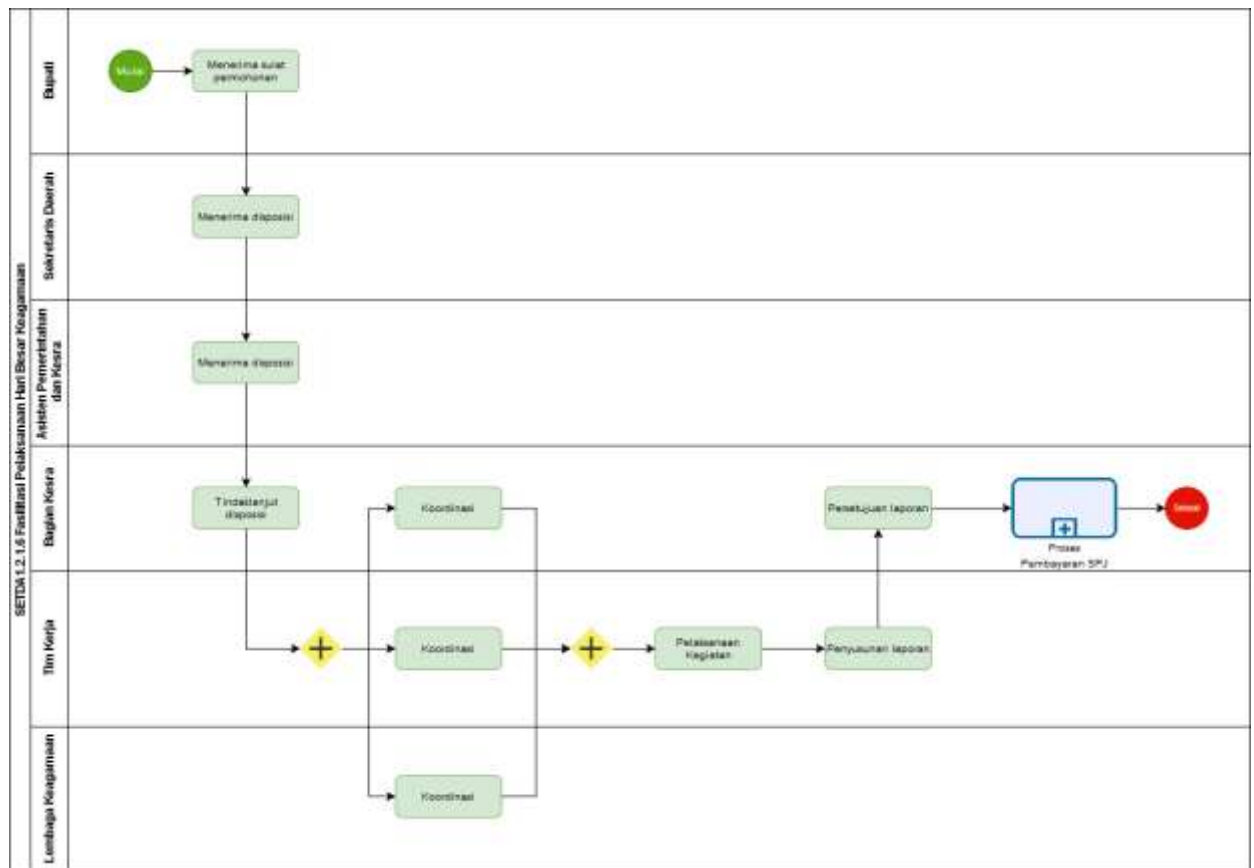 SETDA 1.2.1.6 Fasilitasi Pelaksanaan Hari Besar Keagamaan
Bupati
Mulai
Menerima surat
permohonan
Sekretaris Daerah
Menerima disposisi
Asisten Pemerintahan
dan Kesra
Menerima disposisi
Bagian Kesra
Tindaklanjut
disposisi
Koordinasi
Persetujuan laporan
Proses
Pembayaran SPJ
Selesai
Tim Kerja
Koordinasi
Pelaksanaan
Kegiatan
Penyusunan laporan
Lembaga Keagamaan
Koordinasi